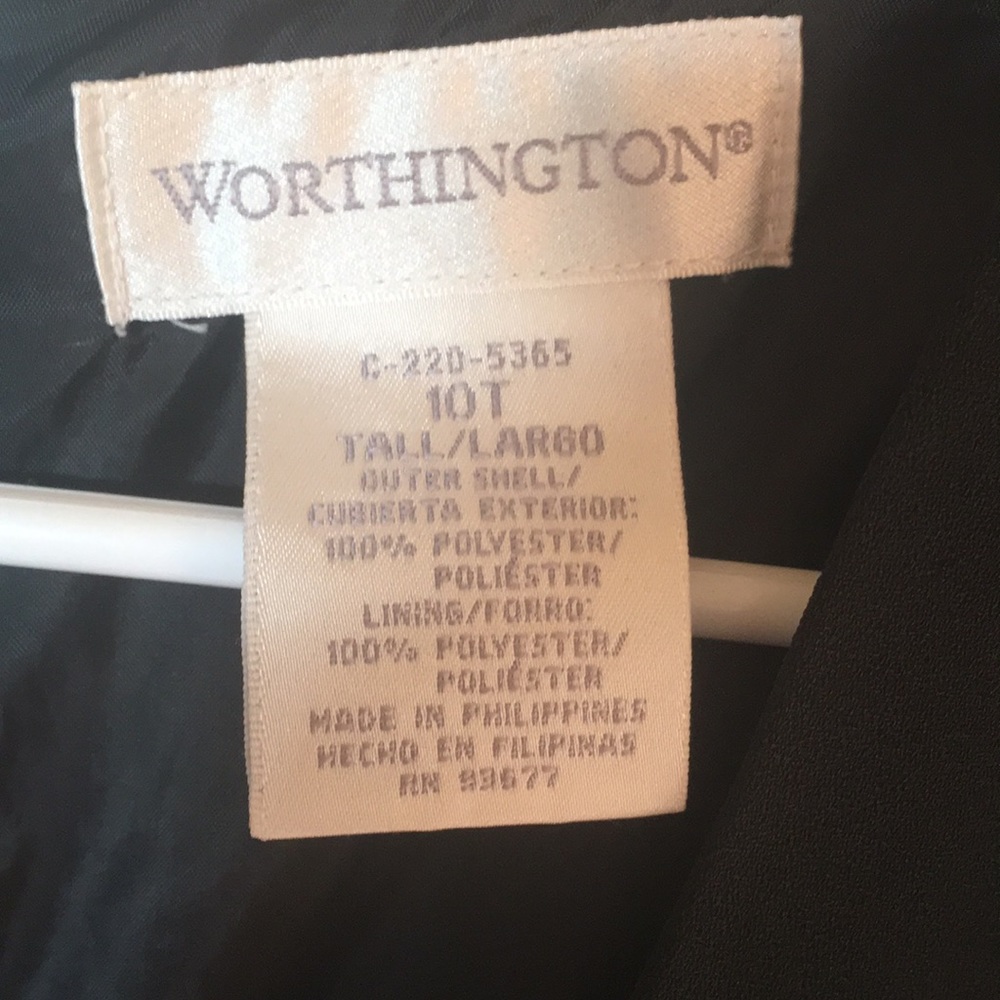 WORTHINGTON®
C-220-5365
10T
TALL/LARGO
OUTER SHELL/
CUBIERTA EXTERIOR:
100% POLYESTER/
POLIÉSTER
LINING/FORRO:
100% POLYESTER/
POLIÉSTER
MADE IN PHILIPPINES
HECHO EN FILIPINAS
RN 93677